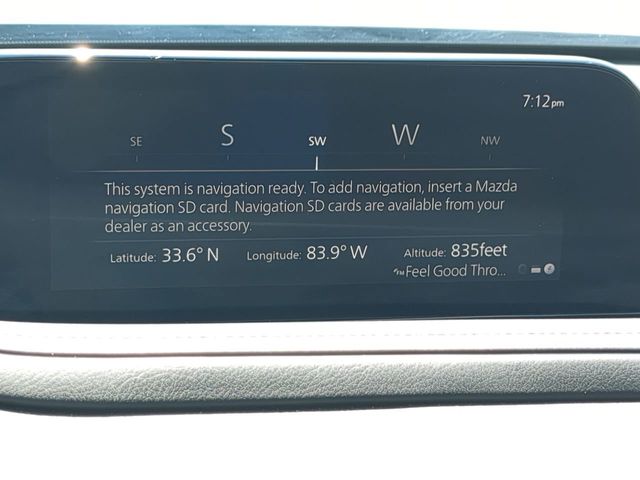 7:12pm
SE S SW W NW
This system is navigation ready. To add navigation, insert a Mazda
navigation SD card. Navigation SD cards are available from your
dealer as an accessory.
Latitude: 33.6° N Longitude: 83.9° W Altitude: 835feet
FM Feel Good Thro...